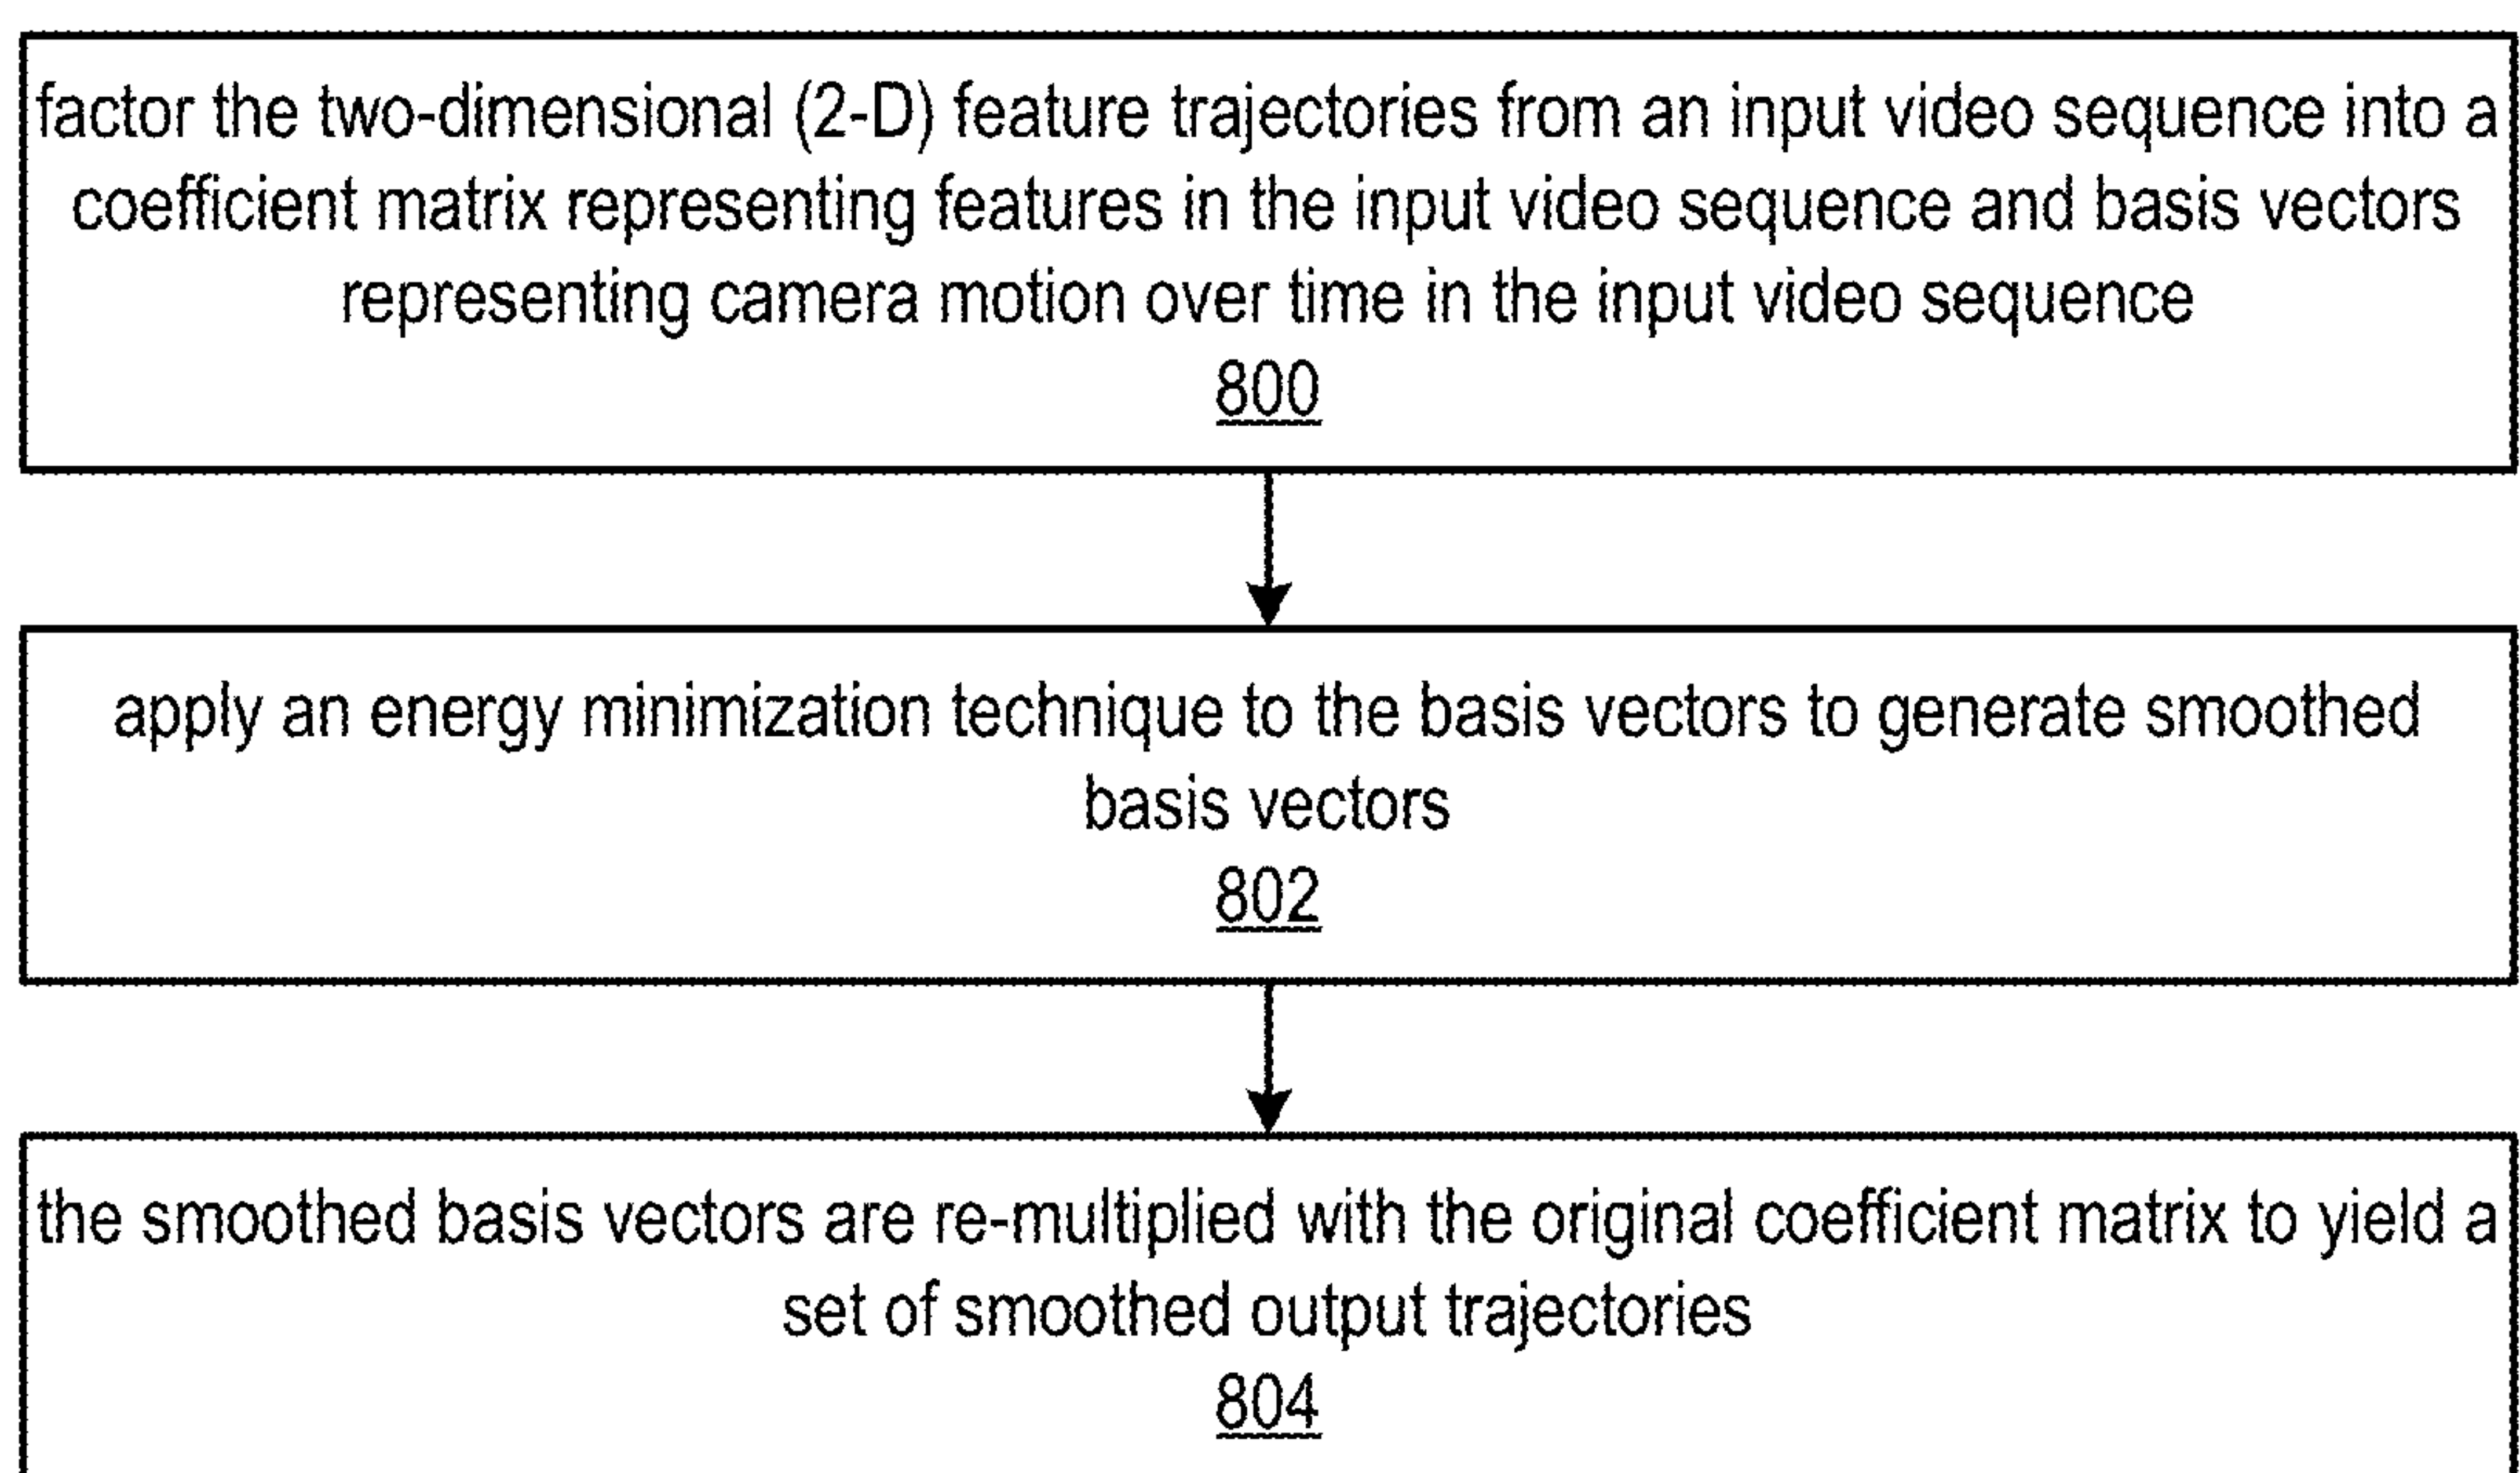 factor the two-dimensional (2-D) feature trajectories from an input video sequence into a
coefficient matrix representing features in the input video sequence and basis vectors
representing camera motion over time in the input video sequence
800
apply an energy minimization technique to the basis vectors to generate smoothed
basis vectors
802
the smoothed basis vectors are re-multiplied with the original coefficient matrix to yield a
set of smoothed output trajectories
804